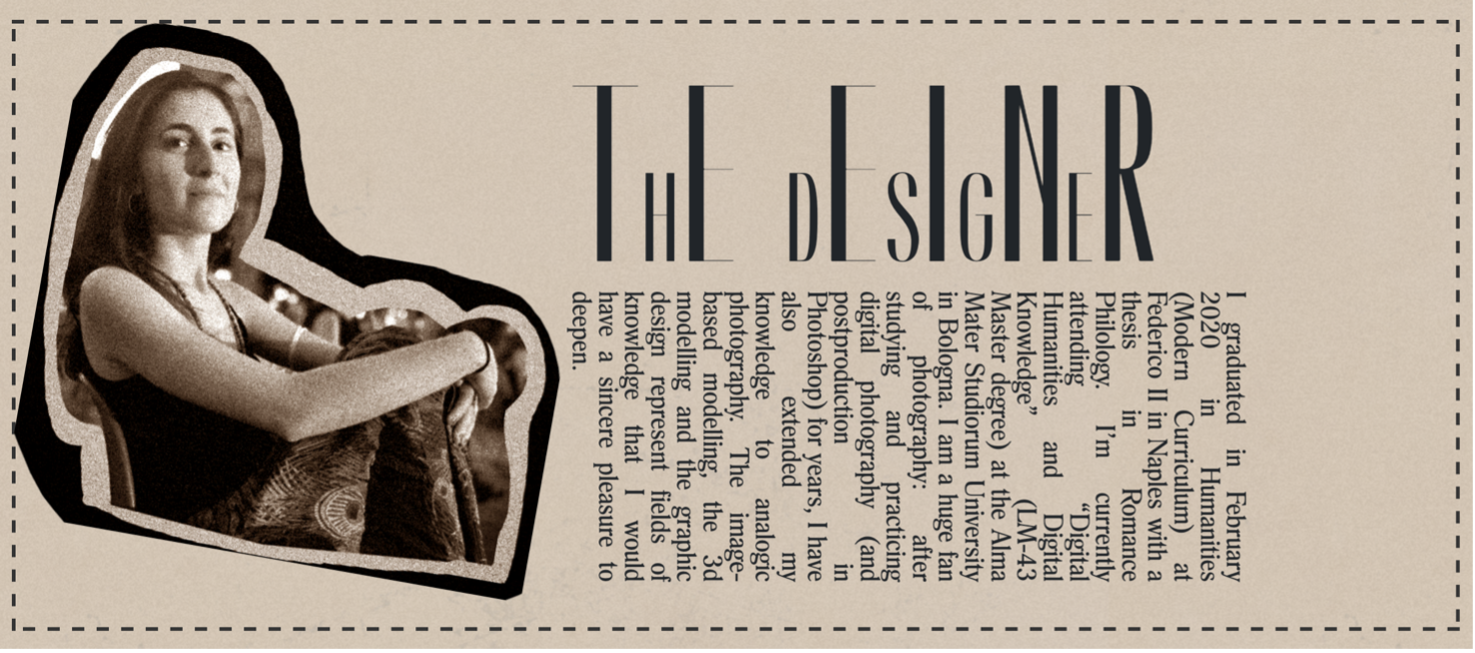 THE DESIGNER
I graduated in February
2020 in Humanities
(Modern Curriculum) at
Federico II in Naples with a
thesis in Romance
Philology. I’m currently
attending “Digital
Humanities and Digital
Knowledge” (LM-43
Master degree) at the Alma
Mater Studiorum University
in Bologna. I am a huge fan
of photography: after
studying and practicing
digital photography (and
postproduction in
Photoshop) for years, I have
also extended my
knowledge to analogic
photography. The image-
based modelling, the 3d
modelling and the graphic
design represent fields of
knowledge that I would
have a sincere pleasure to
deepen.